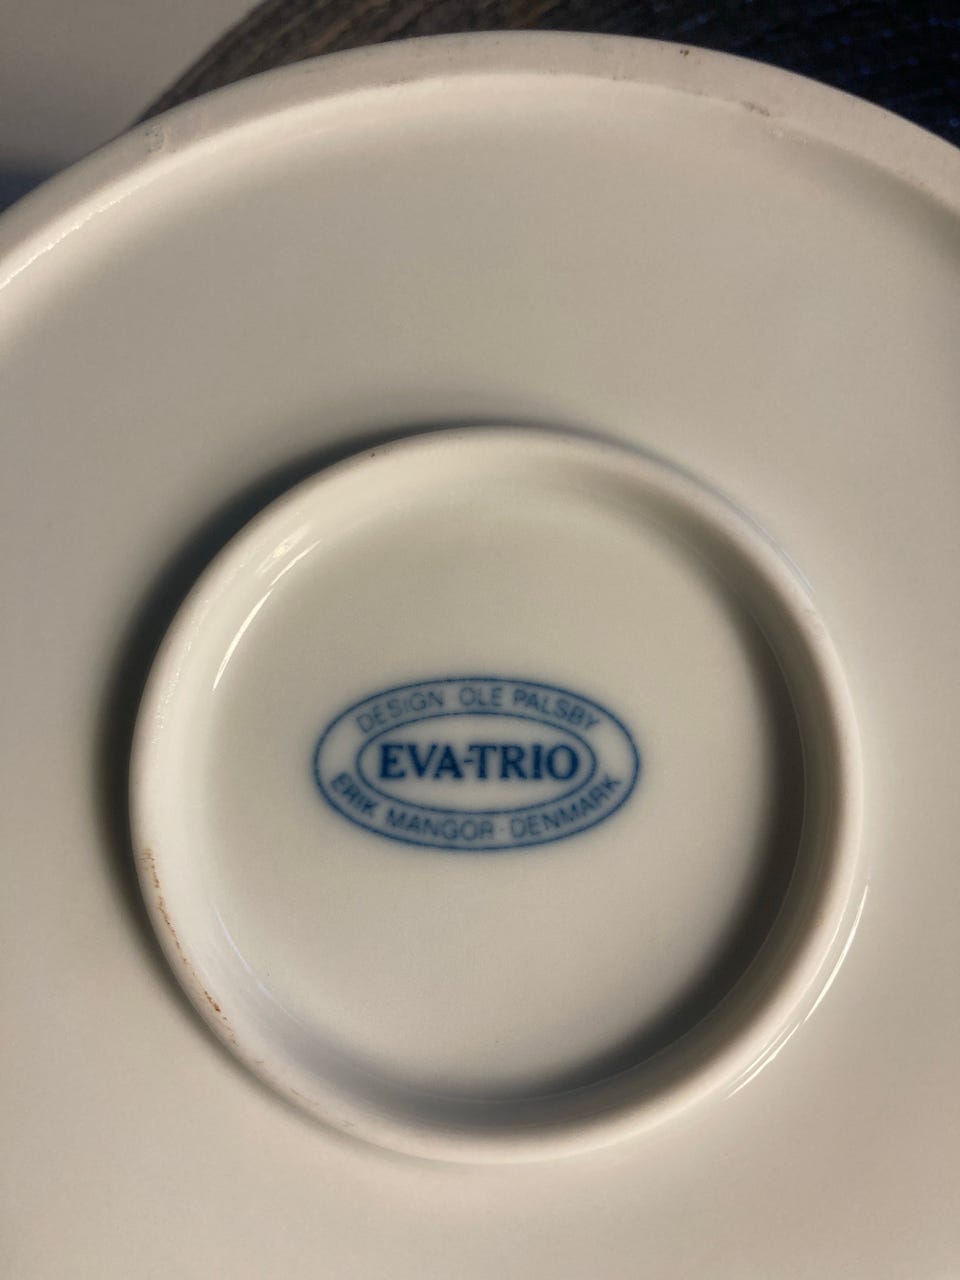 DESIGN OLE PALSBY
EVA-TRIO
ERIK MANGOR · DENMARK